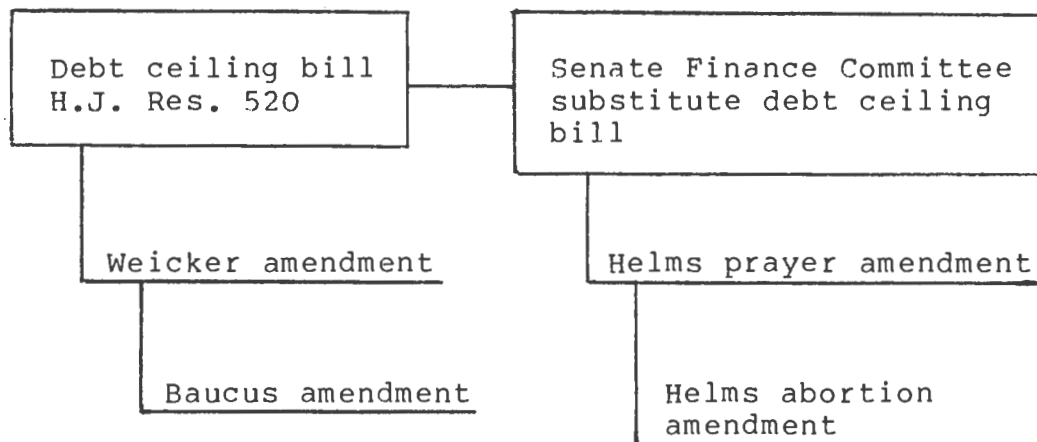 Debt ceiling bill
H.J. Res. 520
Senate Finance Committee
substitute debt ceiling
bill
Weicker amendment
Helms prayer amendment
Baucus amendment
Helms abortion
amendment